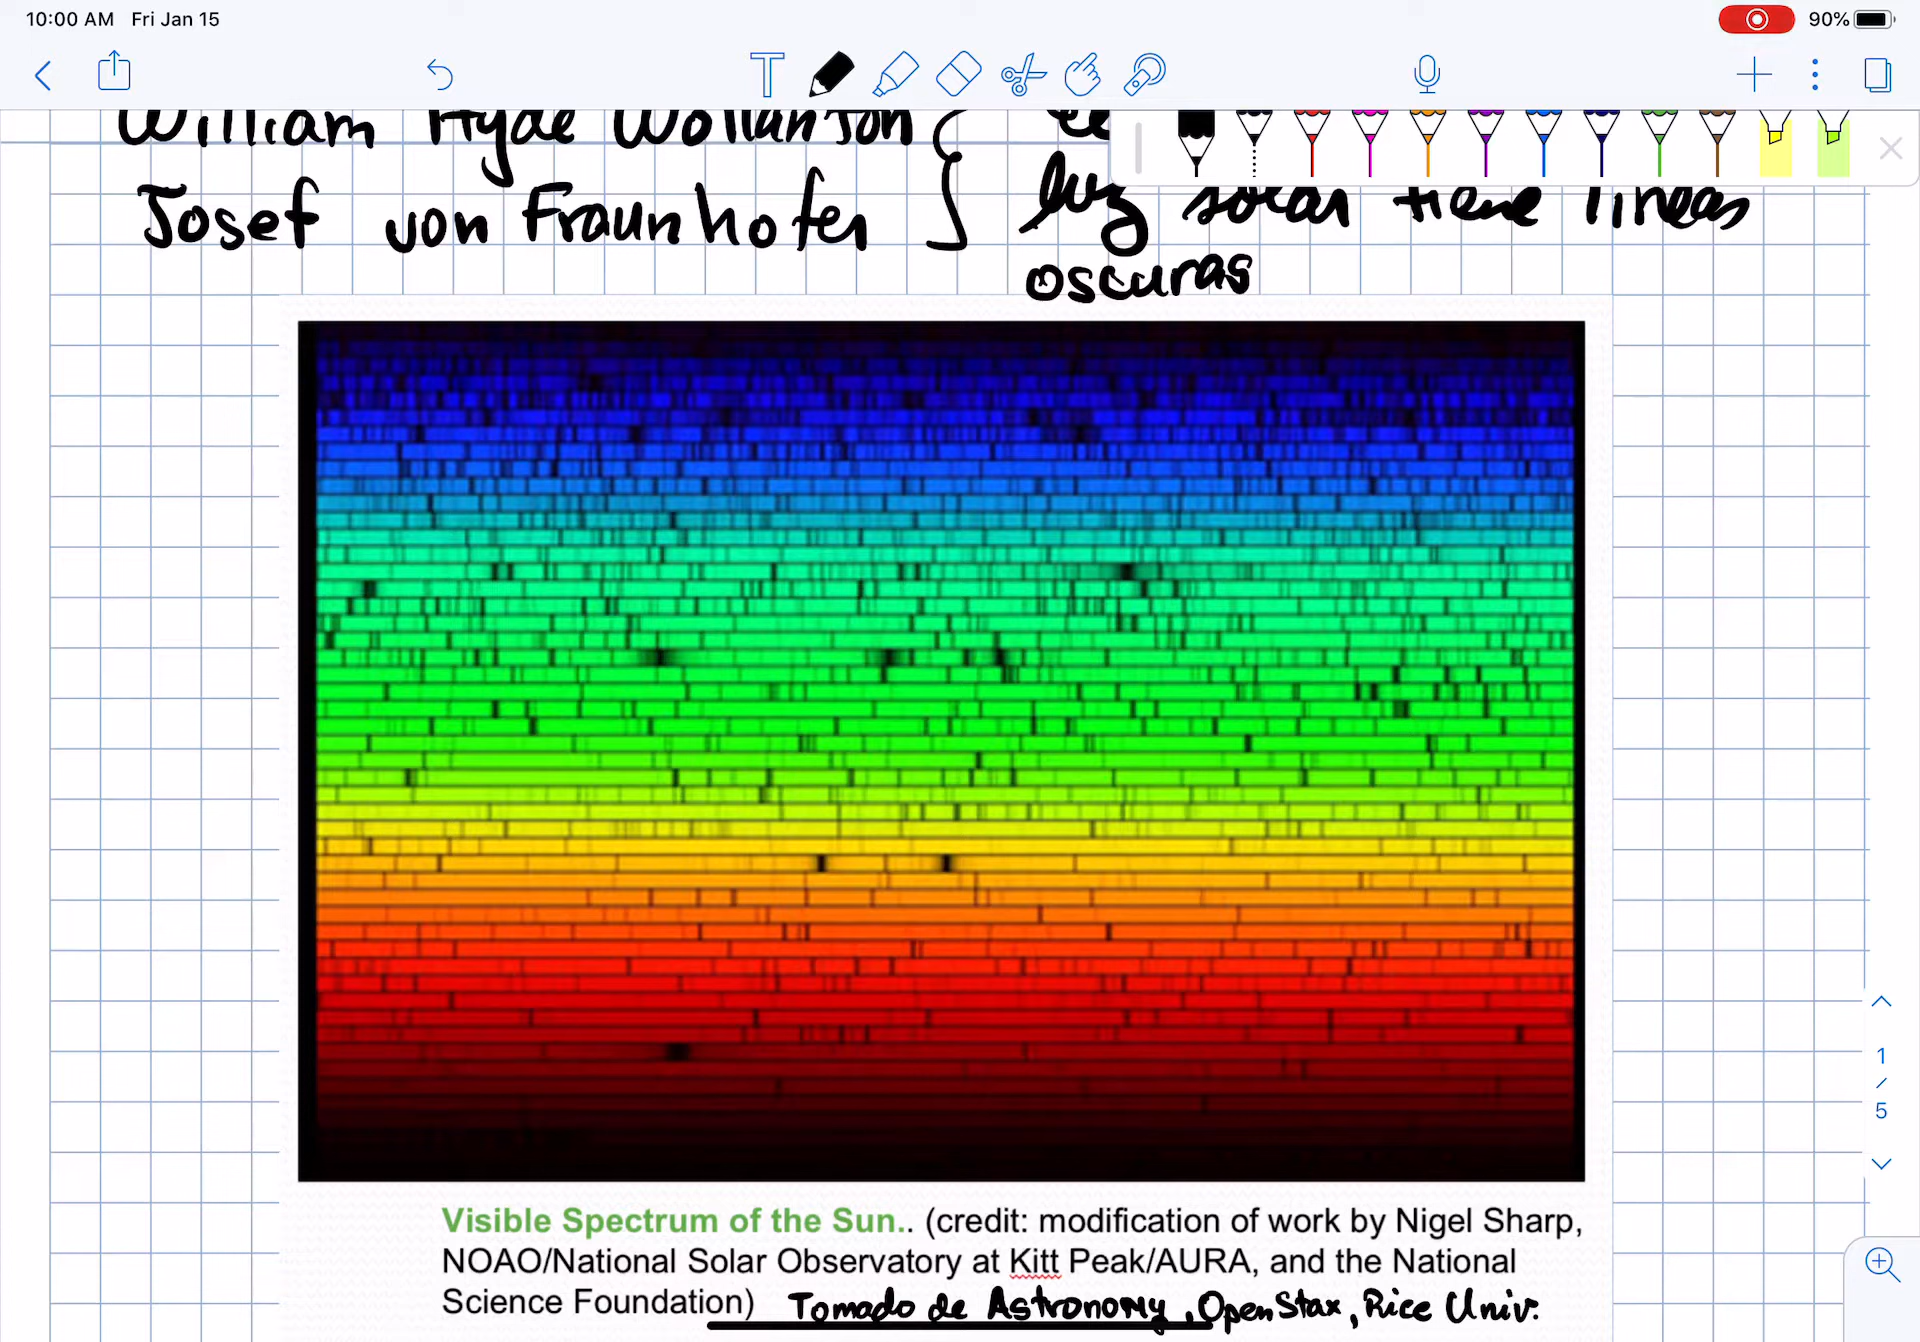 10:00 AM Fri Jan 15
90%
William Hyde Wollanston
Josef von Fraunhofer
luz solar tiene lineas
oscuras
1
/
5
Visible Spectrum of the Sun.. (credit: modification of work by Nigel Sharp,
NOAO/National Solar Observatory at Kitt Peak/AURA, and the National
Science Foundation) Tomado de Astronomy, OpenStax, Rice Univ.